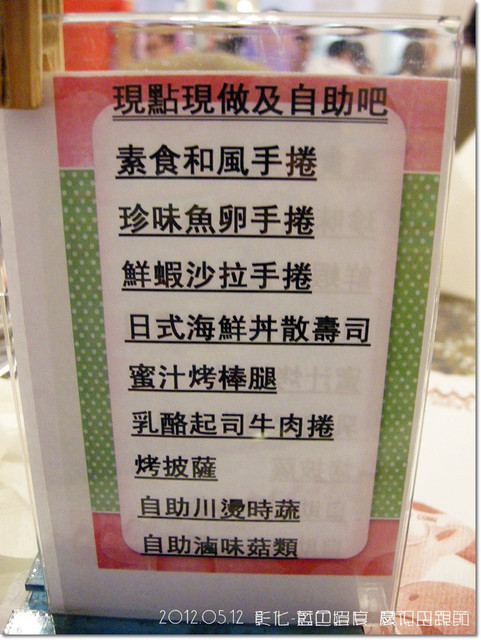 現點現做及自助吧
素食和風手捲
珍味魚卵手捲
鮮蝦沙拉手捲
日式海鮮丼散壽司
蜜汁烤棒腿
乳酪起司牛肉捲
烤披薩
自助川燙時蔬
自助滷味菇類
2012.05.12 彰化